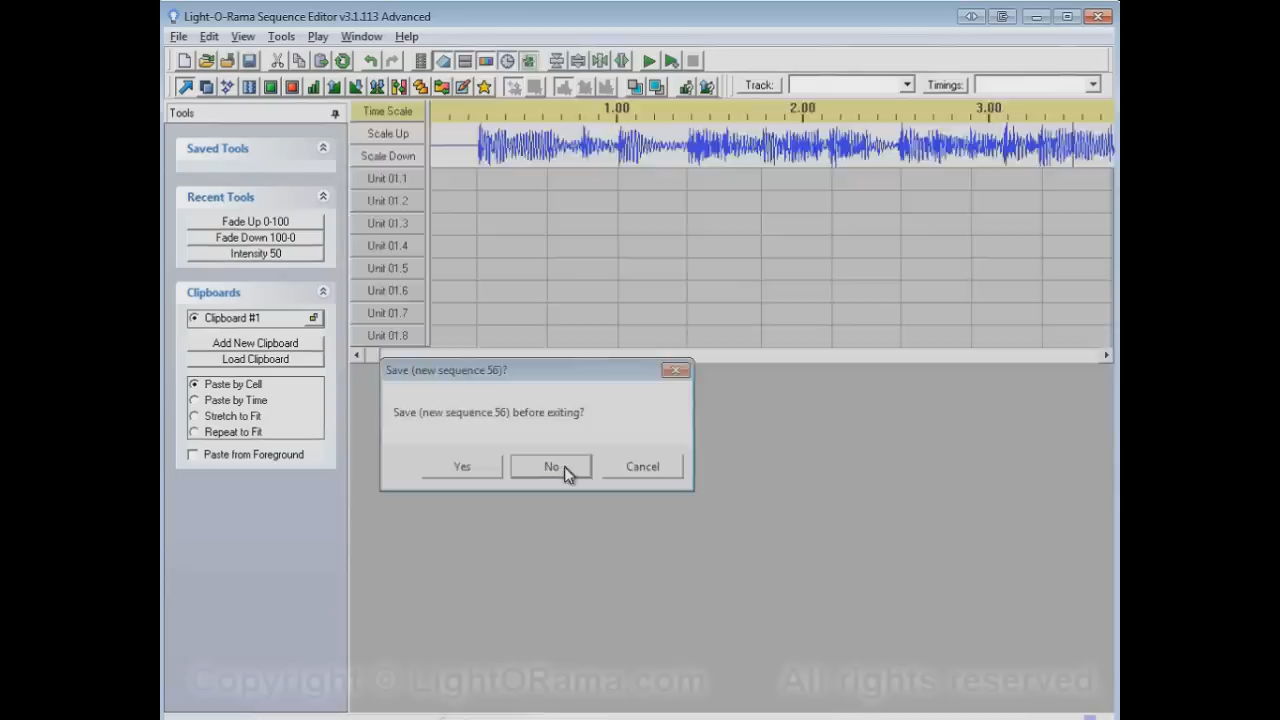 Light-O-Rama Sequence Editor v3.1.113 Advanced
File Edit View Tools Play Window Help
Track: Timings:
Tools
Saved Tools
Recent Tools
Fade Up 0-100
Fade Down 100-0
Intensity 50
Clipboards
Clipboard #1
Add New Clipboard
Load Clipboard
Paste by Cell
Paste by Time
Stretch to Fit
Repeat to Fit
Paste from Foreground
Time Scale 1.00 2.00 3.00
Scale Up
Scale Down
Unit 01.1
Unit 01.2
Unit 01.3
Unit 01.4
Unit 01.5
Unit 01.6
Unit 01.7
Unit 01.8
Save (new sequence 56)?
Save (new sequence 56) before exiting?
Yes No Cancel
Copyright © LightORama.com All rights reserved